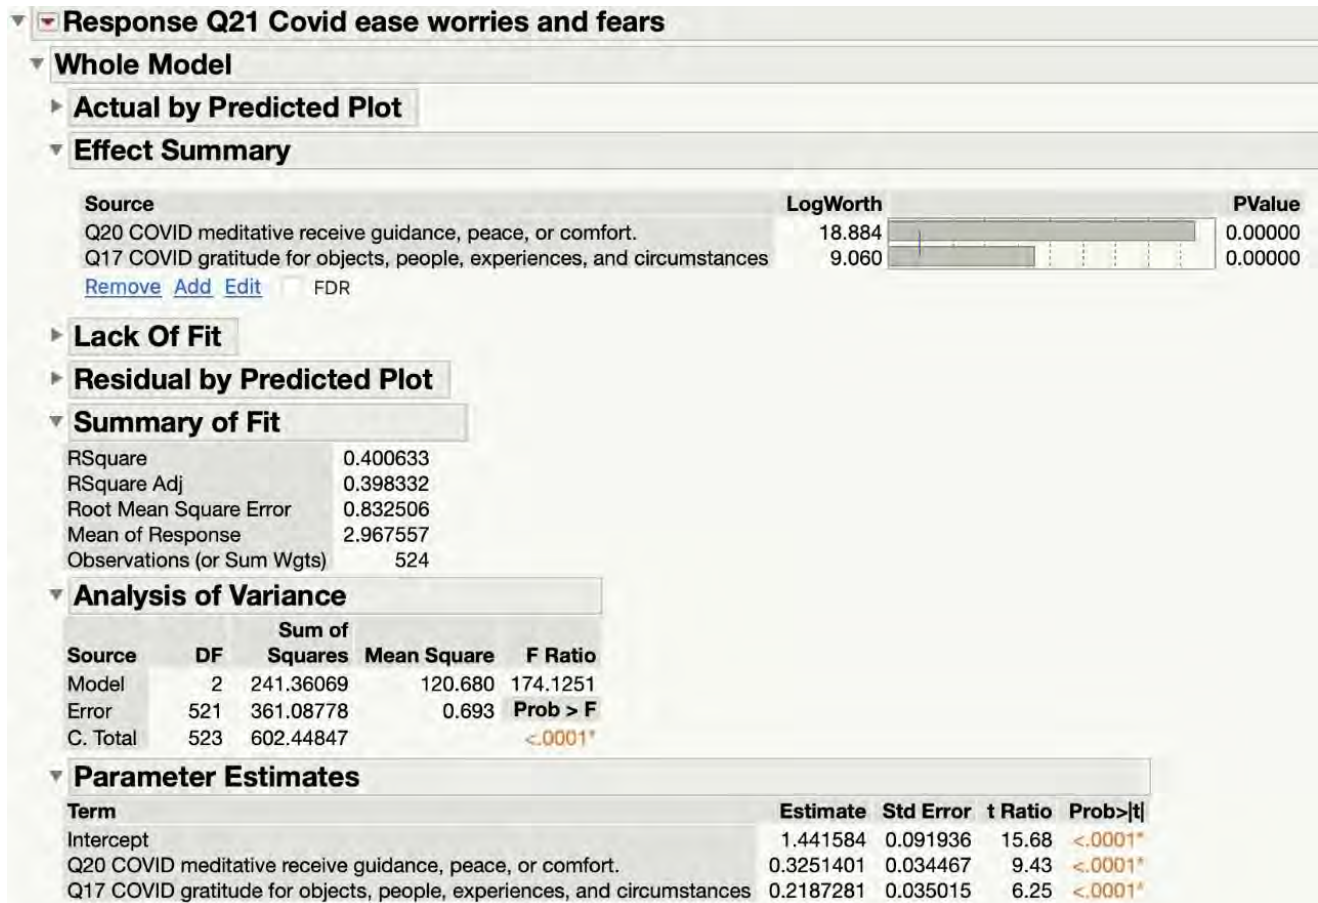 Response Q21 Covid ease worries and fears
Whole Model
Actual by Predicted Plot
Effect Summary
Source LogWorth PValue
Q20 COVID meditative receive guidance, peace, or comfort. 18.884 0.00000
Q17 COVID gratitude for objects, people, experiences, and circumstances 9.060 0.00000
Remove Add Edit FDR
Lack Of Fit
Residual by Predicted Plot
Summary of Fit
RSquare 0.400633
RSquare Adj 0.398332
Root Mean Square Error 0.832506
Mean of Response 2.967557
Observations (or Sum Wgts) 524
Analysis of Variance
Sum of
Source DF Squares Mean Square F Ratio
Model 2 241.36069 120.680 174.1251
Error 521 361.08778 0.693 Prob > F
C. Total 523 602.44847 <.0001*
Parameter Estimates
Term Estimate Std Error t Ratio Prob>|t|
Intercept 1.441584 0.091936 15.68 <.0001*
Q20 COVID meditative receive guidance, peace, or comfort. 0.3251401 0.034467 9.43 <.0001*
Q17 COVID gratitude for objects, people, experiences, and circumstances 0.2187281 0.035015 6.25 <.0001*